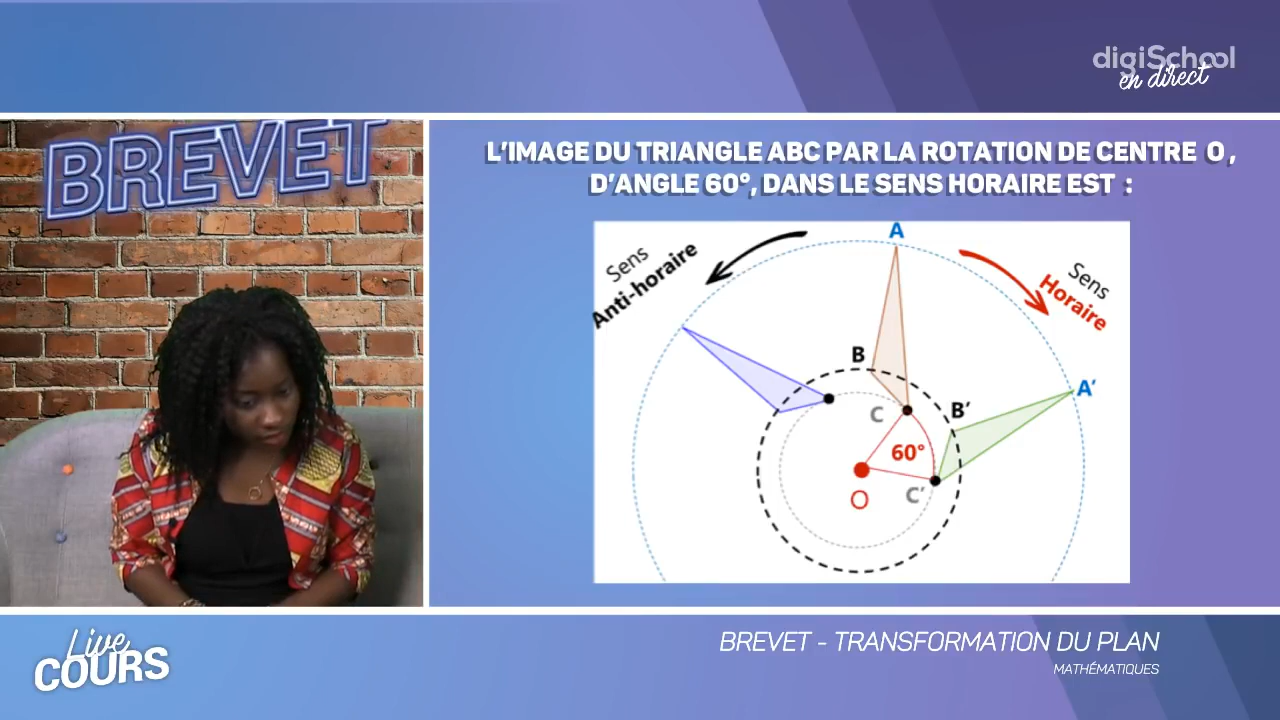 digiSchool
en direct
BREVET
L'IMAGE DU TRIANGLE ABC PAR LA ROTATION DE CENTRE O,
D'ANGLE 60°, DANS LE SENS HORAIRE EST :
Sens
Anti-horaire
A
Sens
Horaire
B
A'
C
B'
60°
C'
O
Live
COURS
BREVET - TRANSFORMATION DU PLAN
MATHÉMATIQUES